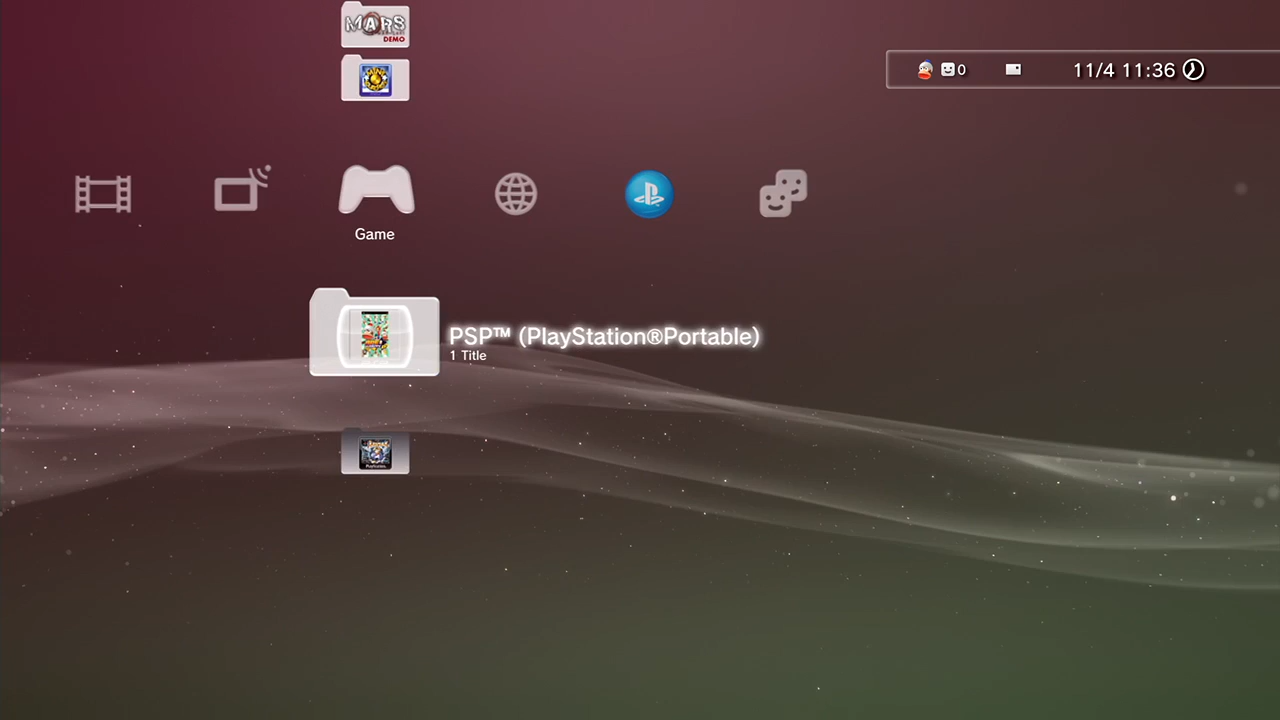 MARS
DEMO
0
11/4 11:36
Game
PSP™ (PlayStation®Portable)
1 Title